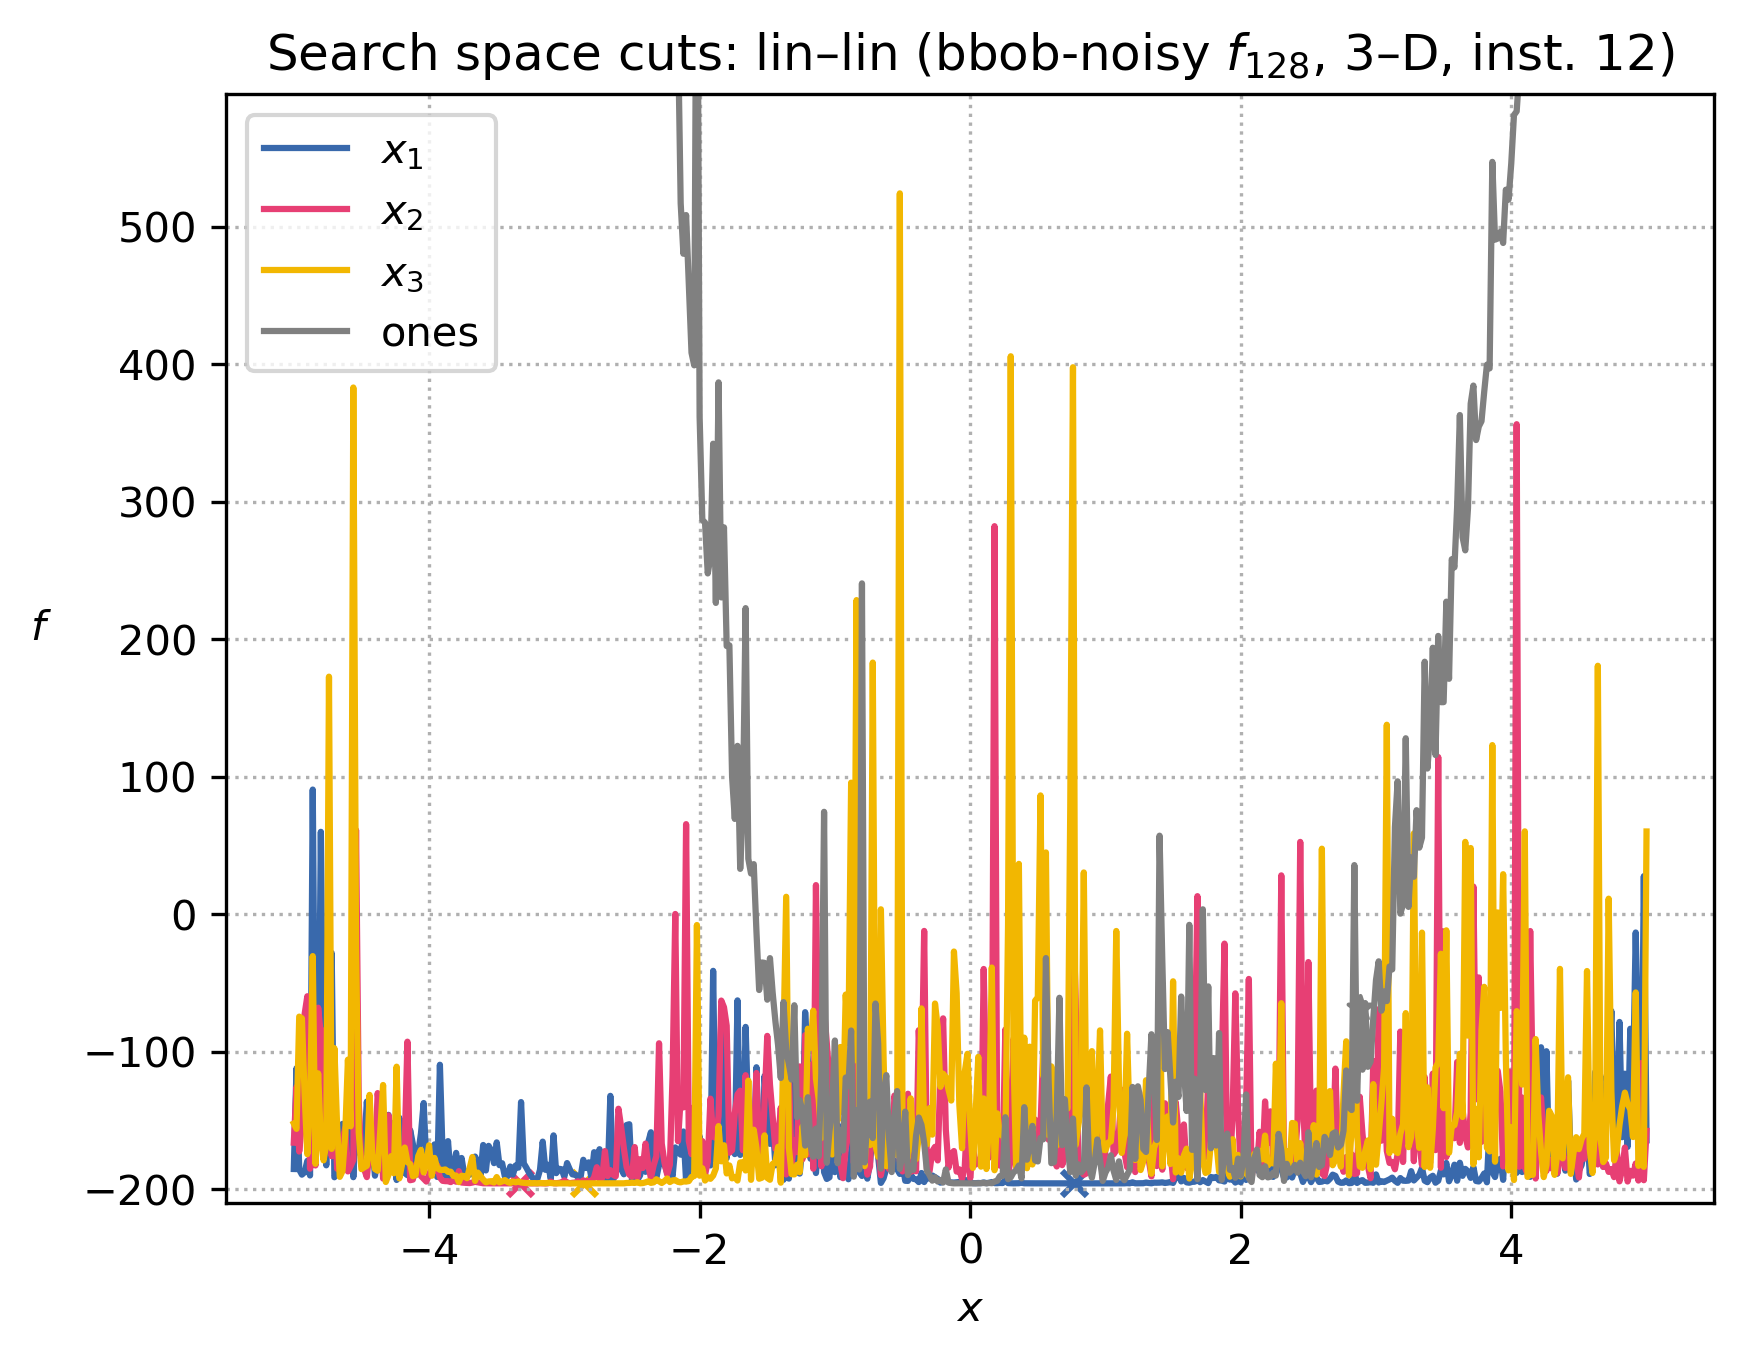 Search space cuts: lin–lin (bbob-noisy f₁₂₈, 3–D, inst. 12)
x₁
x₂
x₃
ones
500
400
300
200
100
0
−100
−200
f
−4
−2
0
2
4
x